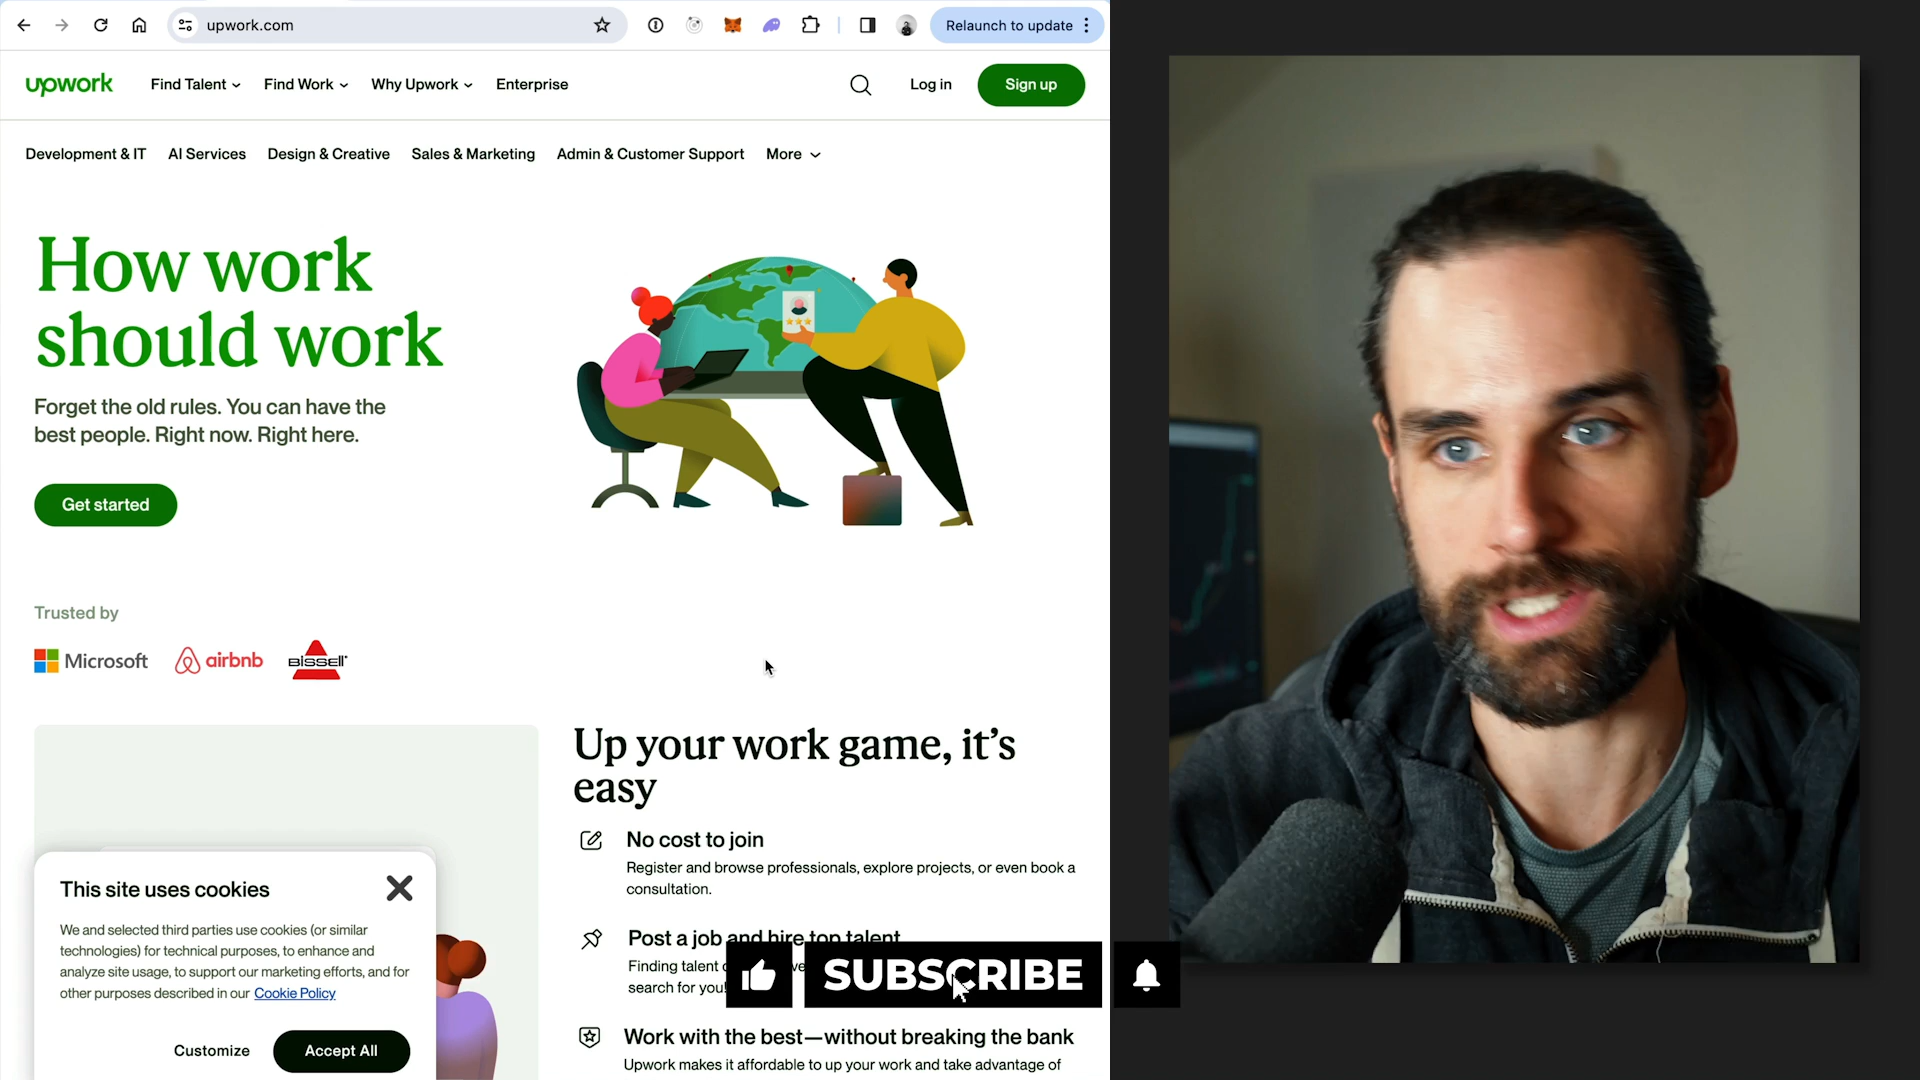 upwork.com
Relaunch to update
upwork
Find Talent
Find Work
Why Upwork
Enterprise
Log in
Sign up
Development & IT
AI Services
Design & Creative
Sales & Marketing
Admin & Customer Support
More
How work
should work
Forget the old rules. You can have the
best people. Right now. Right here.
Get started
Trusted by
Microsoft
airbnb
BISSELL
Up your work game, it’s
easy
No cost to join
Register and browse professionals, explore projects, or even book a
consultation.
Post a job and hire top talent
Finding talent
search for you!
Work with the best—without breaking the bank
Upwork makes it affordable to up your work and take advantage of
This site uses cookies
We and selected third parties use cookies (or similar
technologies) for technical purposes, to enhance and
analyze site usage, to support our marketing efforts, and for
other purposes described in our Cookie Policy
Customize
Accept All
SUBSCRIBE